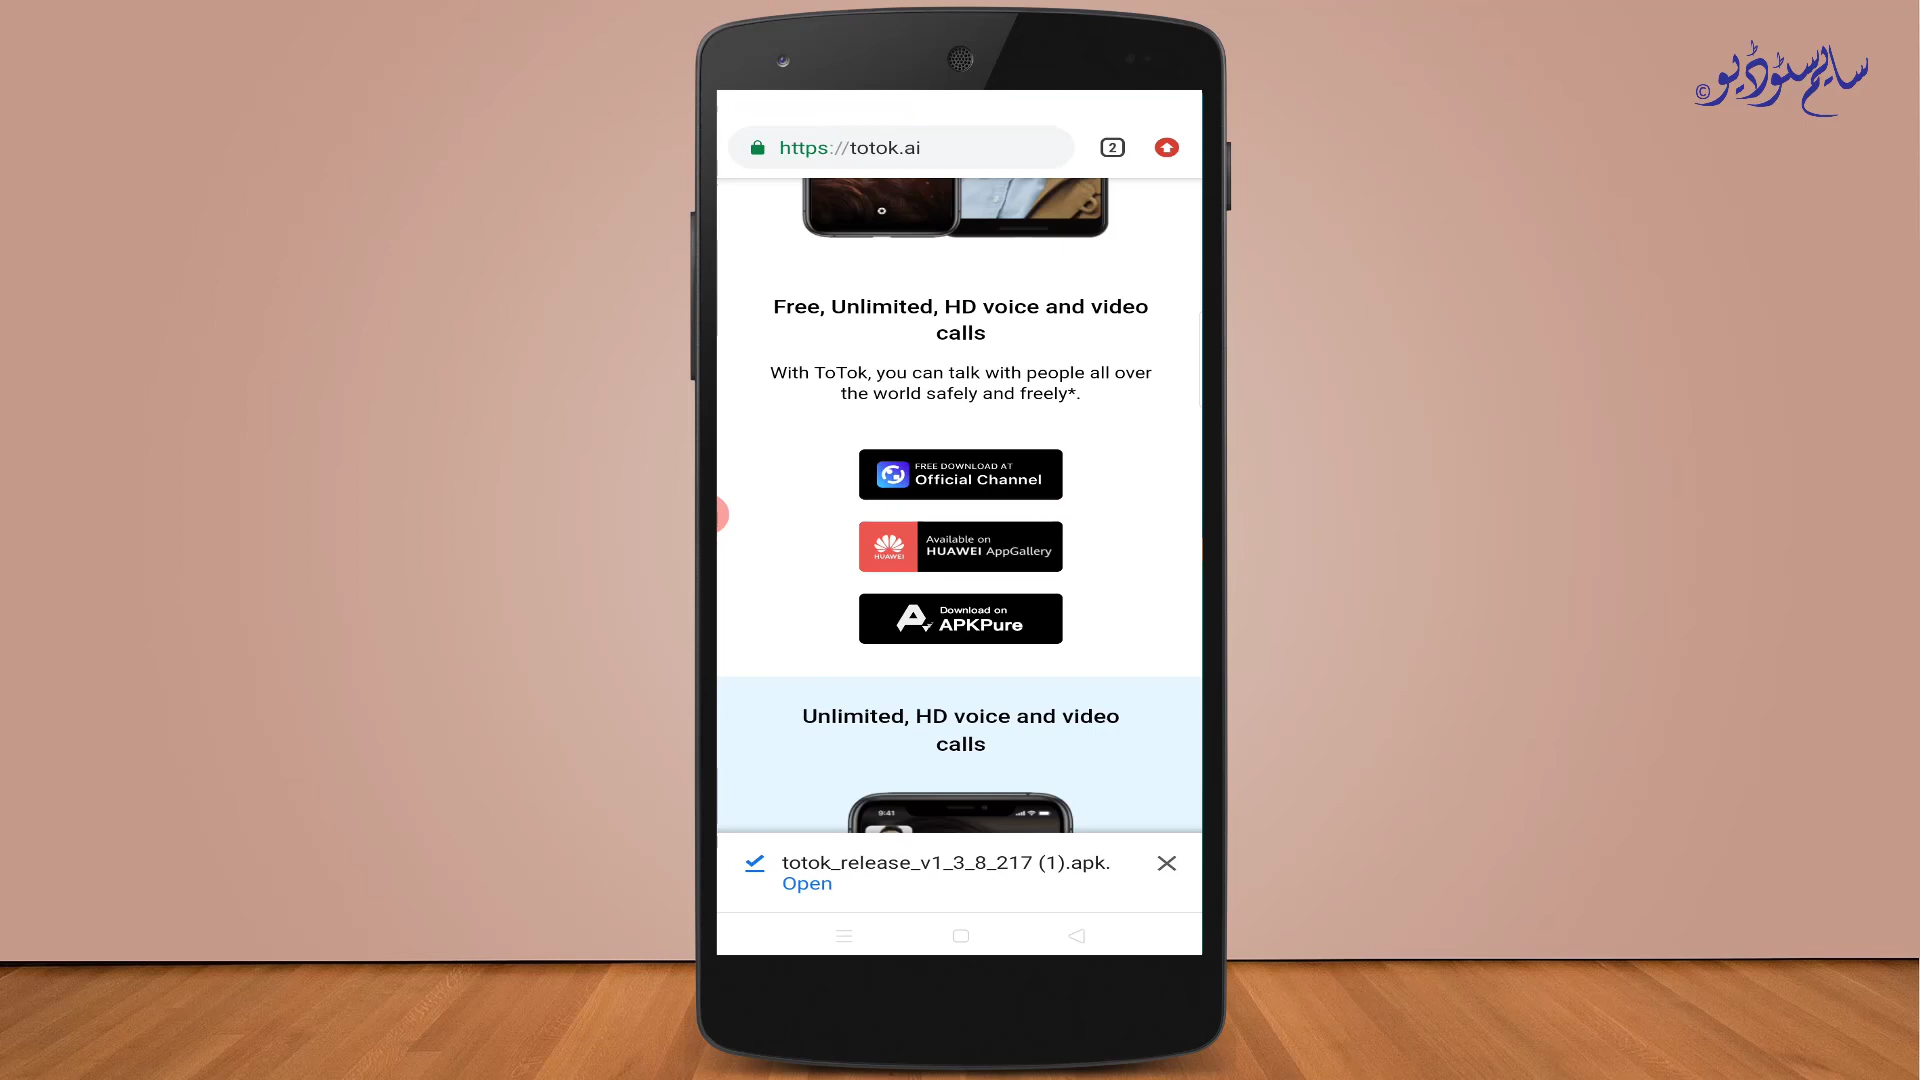 سایم سٹوڈیو ©
https://totok.ai
2
Free, Unlimited, HD voice and video
calls
With ToTok, you can talk with people all over
the world safely and freely*.
FREE DOWNLOAD AT
Official Channel
HUAWEI
Available on
HUAWEI AppGallery
Download on
APKPure
Unlimited, HD voice and video
calls
9:41
totok_release_v1_3_8_217 (1).apk.
Open